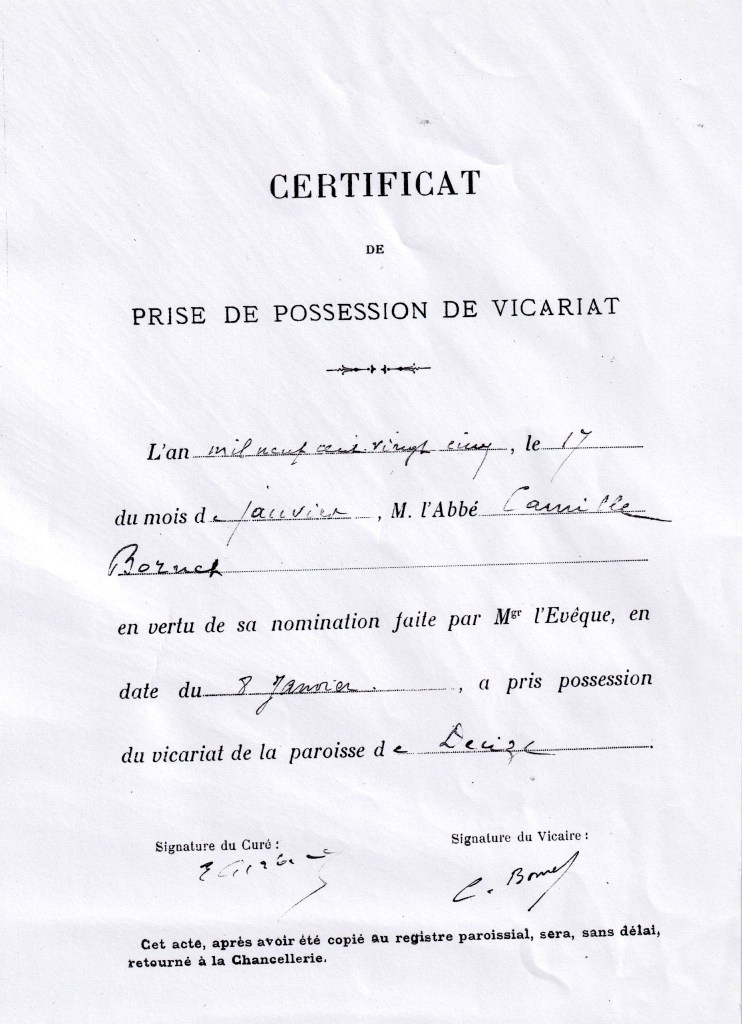 CERTIFICAT
DE
PRISE DE POSSESSION DE VICARIAT
L'an mil neuf cent vingt cinq, le 17
du mois de janvier, M. l'Abbé Camille
Bornet
en vertu de sa nomination faite par Mgr l'Evêque, en
date du 8 Janvier., a pris possession
du vicariat de la paroisse de Decize.
Signature du Curé : Signature du Vicaire :
C. Bornet
Cet acte, après avoir été copié au registre paroissial, sera, sans délai,
retourné à la Chancellerie.